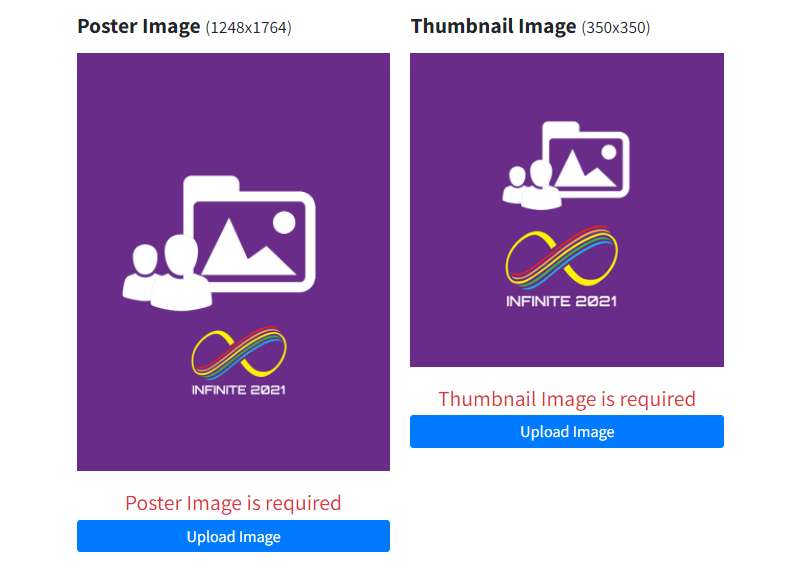 Poster Image (1248x1764)
INFINITE 2021
Poster Image is required
Upload Image
Thumbnail Image (350x350)
INFINITE 2021
Thumbnail Image is required
Upload Image